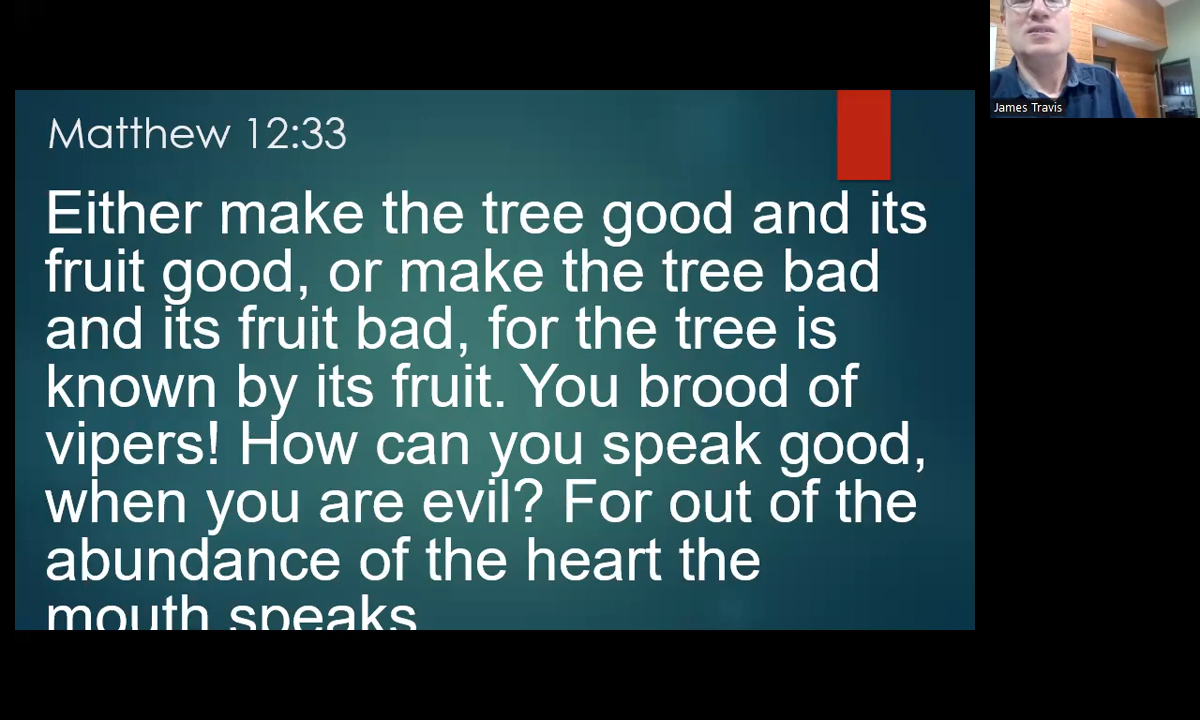 Matthew 12:33
Either make the tree good and its
fruit good, or make the tree bad
and its fruit bad, for the tree is
known by its fruit. You brood of
vipers! How can you speak good,
when you are evil? For out of the
abundance of the heart the
mouth speaks
James Travis